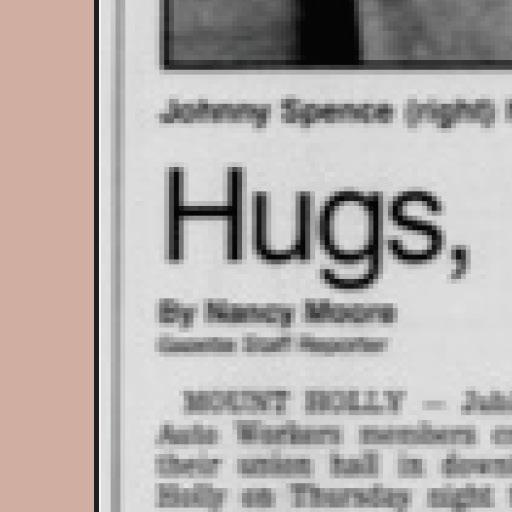 Johnny Spence (right)
Hugs,
By Nancy Moore
Gazette Staff Reporter
MOUNT HOLLY —
Auto Workers members
their union hall in
Holly on Thursday night